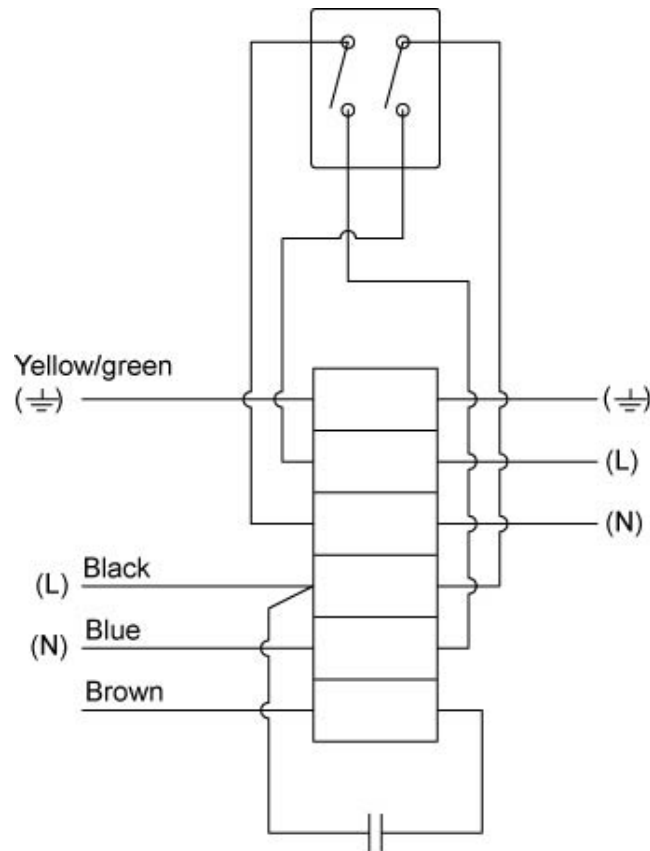 Yellow/green
(⏚) (⏚)
(L)
(N)
(L) Black
(N) Blue
Brown